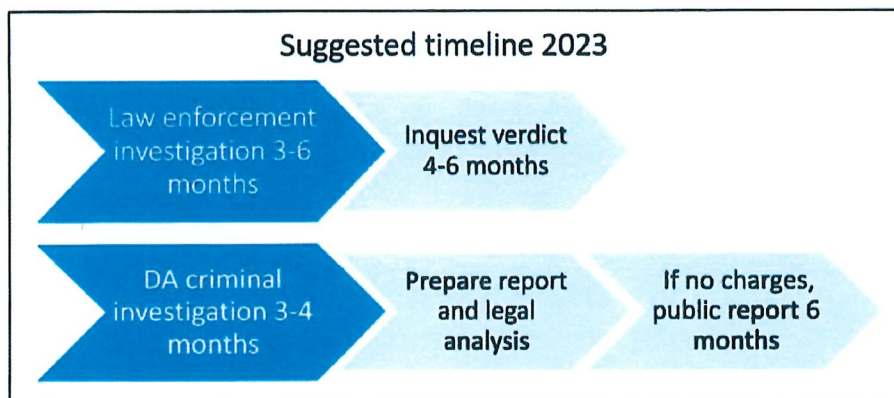 Suggested timeline 2023
Law enforcement
investigation 3-6
months
Inquest verdict
4-6 months
DA criminal
investigation 3-4
months
Prepare report
and legal
analysis
If no charges,
public report 6
months